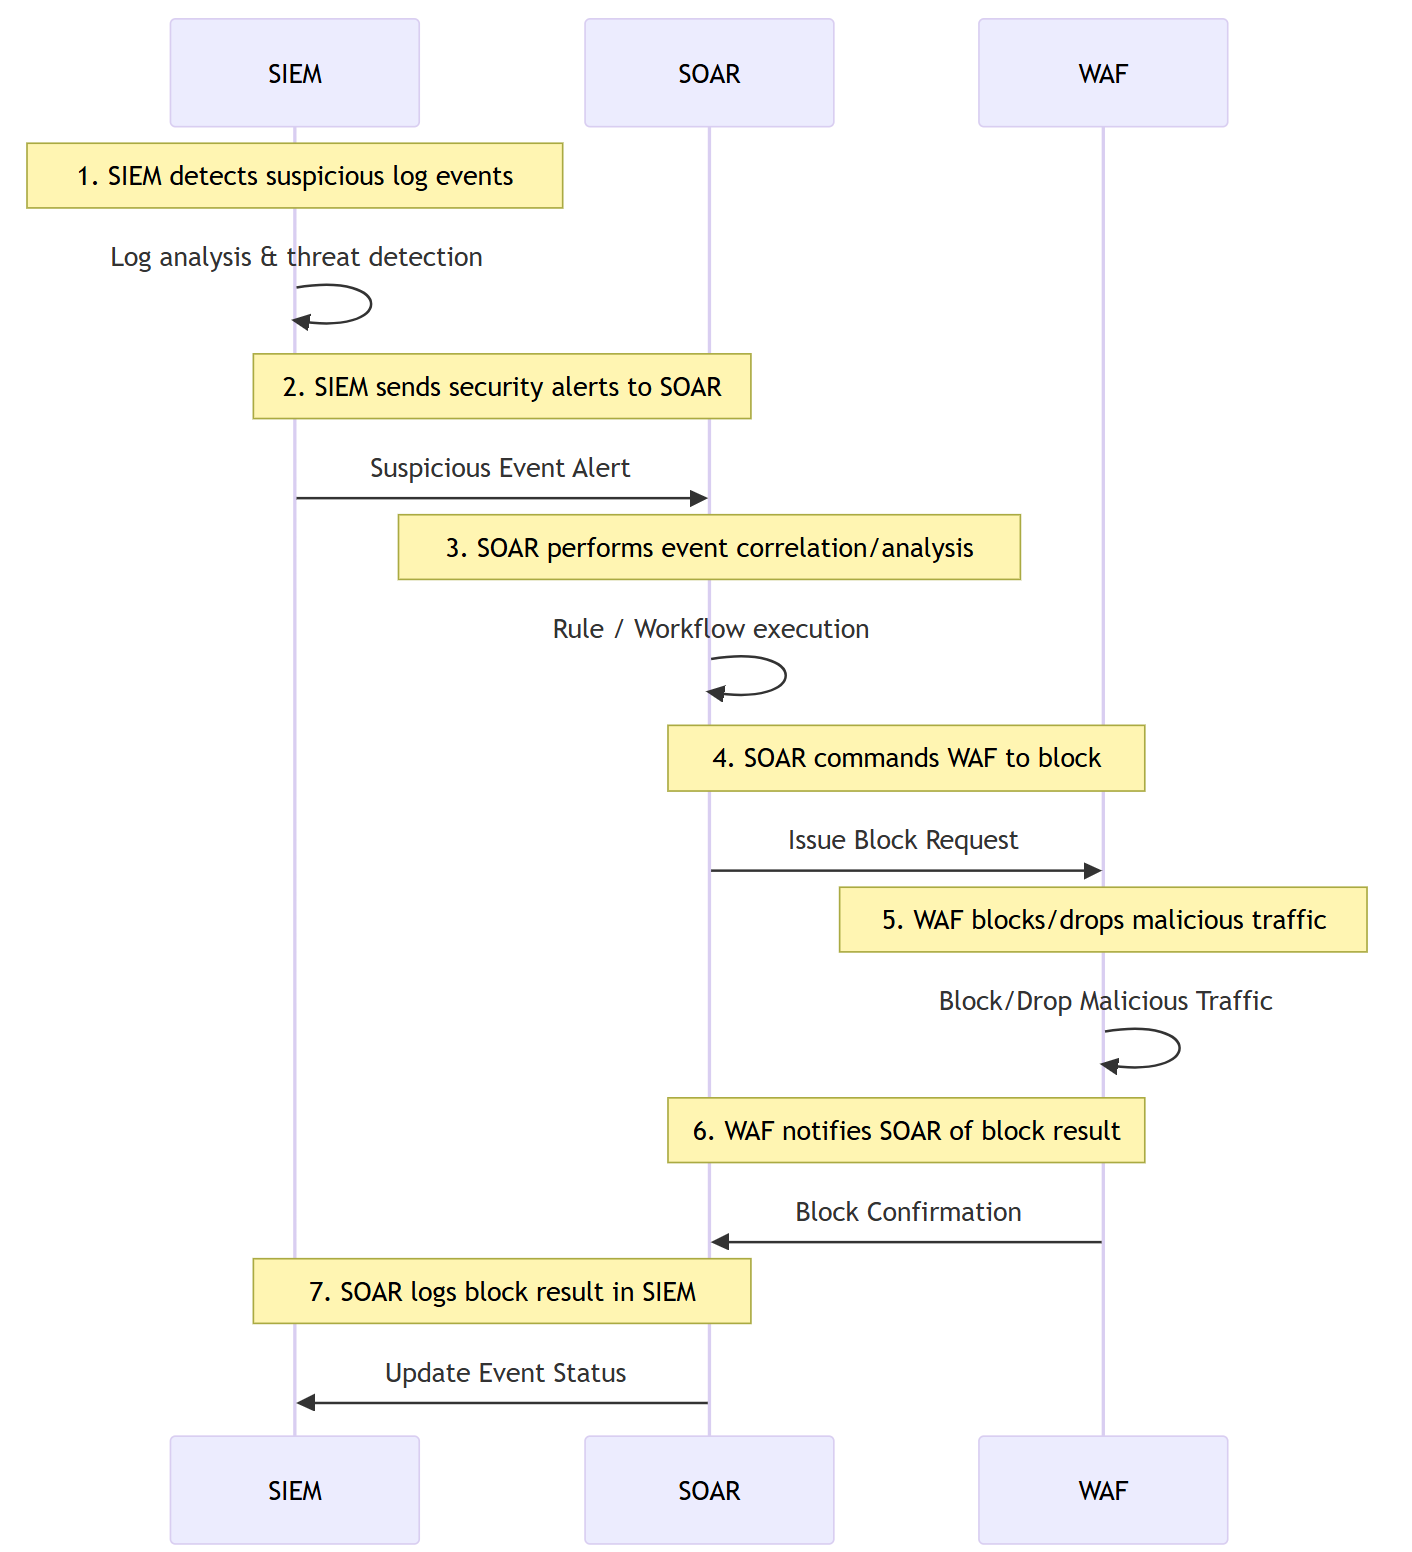 SIEM
SOAR
WAF
1. SIEM detects suspicious log events
Log analysis & threat detection
2. SIEM sends security alerts to SOAR
Suspicious Event Alert
3. SOAR performs event correlation/analysis
Rule / Workflow execution
4. SOAR commands WAF to block
Issue Block Request
5. WAF blocks/drops malicious traffic
Block/Drop Malicious Traffic
6. WAF notifies SOAR of block result
Block Confirmation
7. SOAR logs block result in SIEM
Update Event Status
SIEM
SOAR
WAF